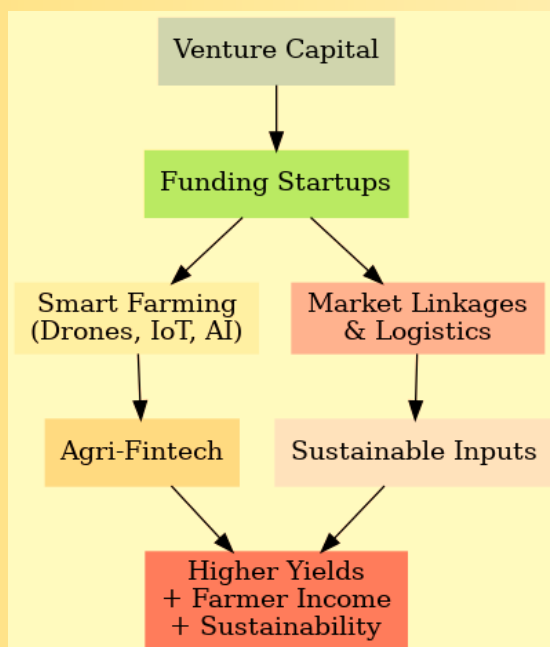 Venture Capital
Funding Startups
Smart Farming
(Drones, IoT, AI)
Market Linkages
& Logistics
Agri-Fintech
Sustainable Inputs
Higher Yields
+ Farmer Income
+ Sustainability